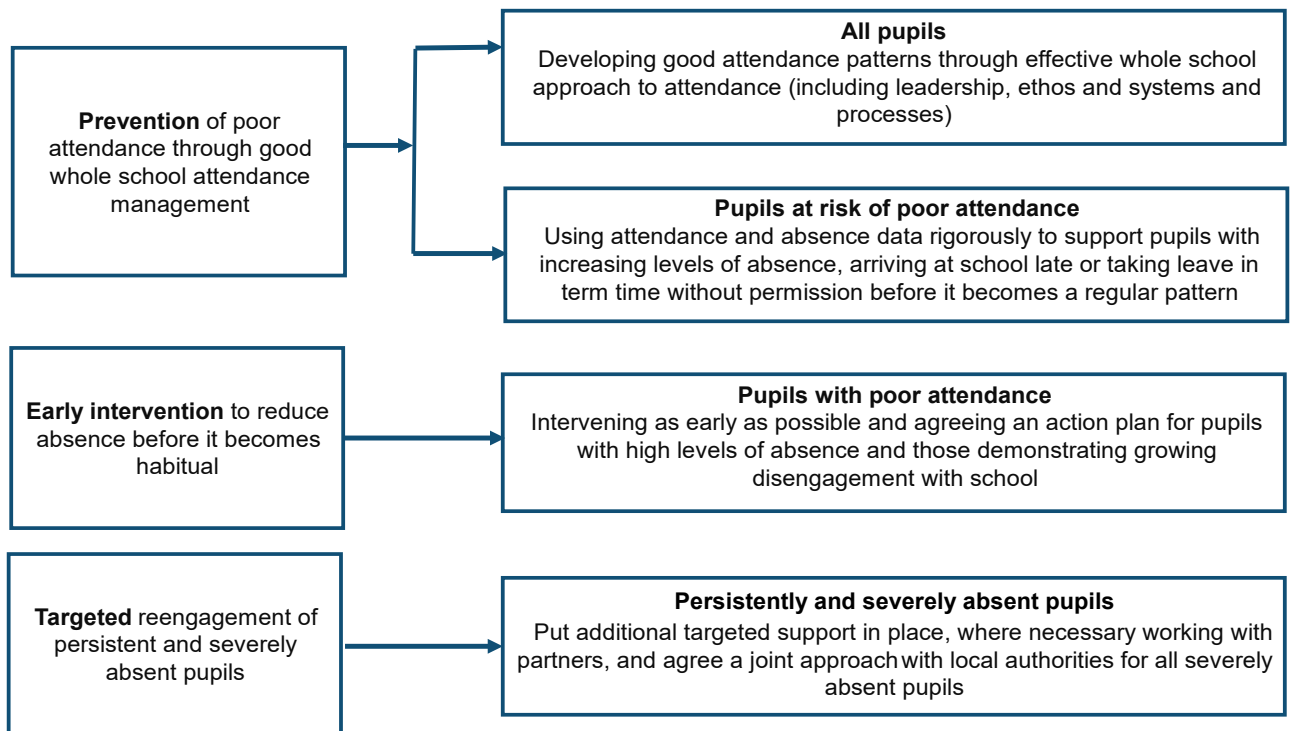 Prevention of poor
attendance through good
whole school attendance
management
All pupils
Developing good attendance patterns through effective whole school
approach to attendance (including leadership, ethos and systems and
processes)
Pupils at risk of poor attendance
Using attendance and absence data rigorously to support pupils with
increasing levels of absence, arriving at school late or taking leave in
term time without permission before it becomes a regular pattern
Early intervention to reduce
absence before it becomes
habitual
Pupils with poor attendance
Intervening as early as possible and agreeing an action plan for pupils
with high levels of absence and those demonstrating growing
disengagement with school
Targeted reengagement of
persistent and severely
absent pupils
Persistently and severely absent pupils
Put additional targeted support in place, where necessary working with
partners, and agree a joint approach with local authorities for all severely
absent pupils